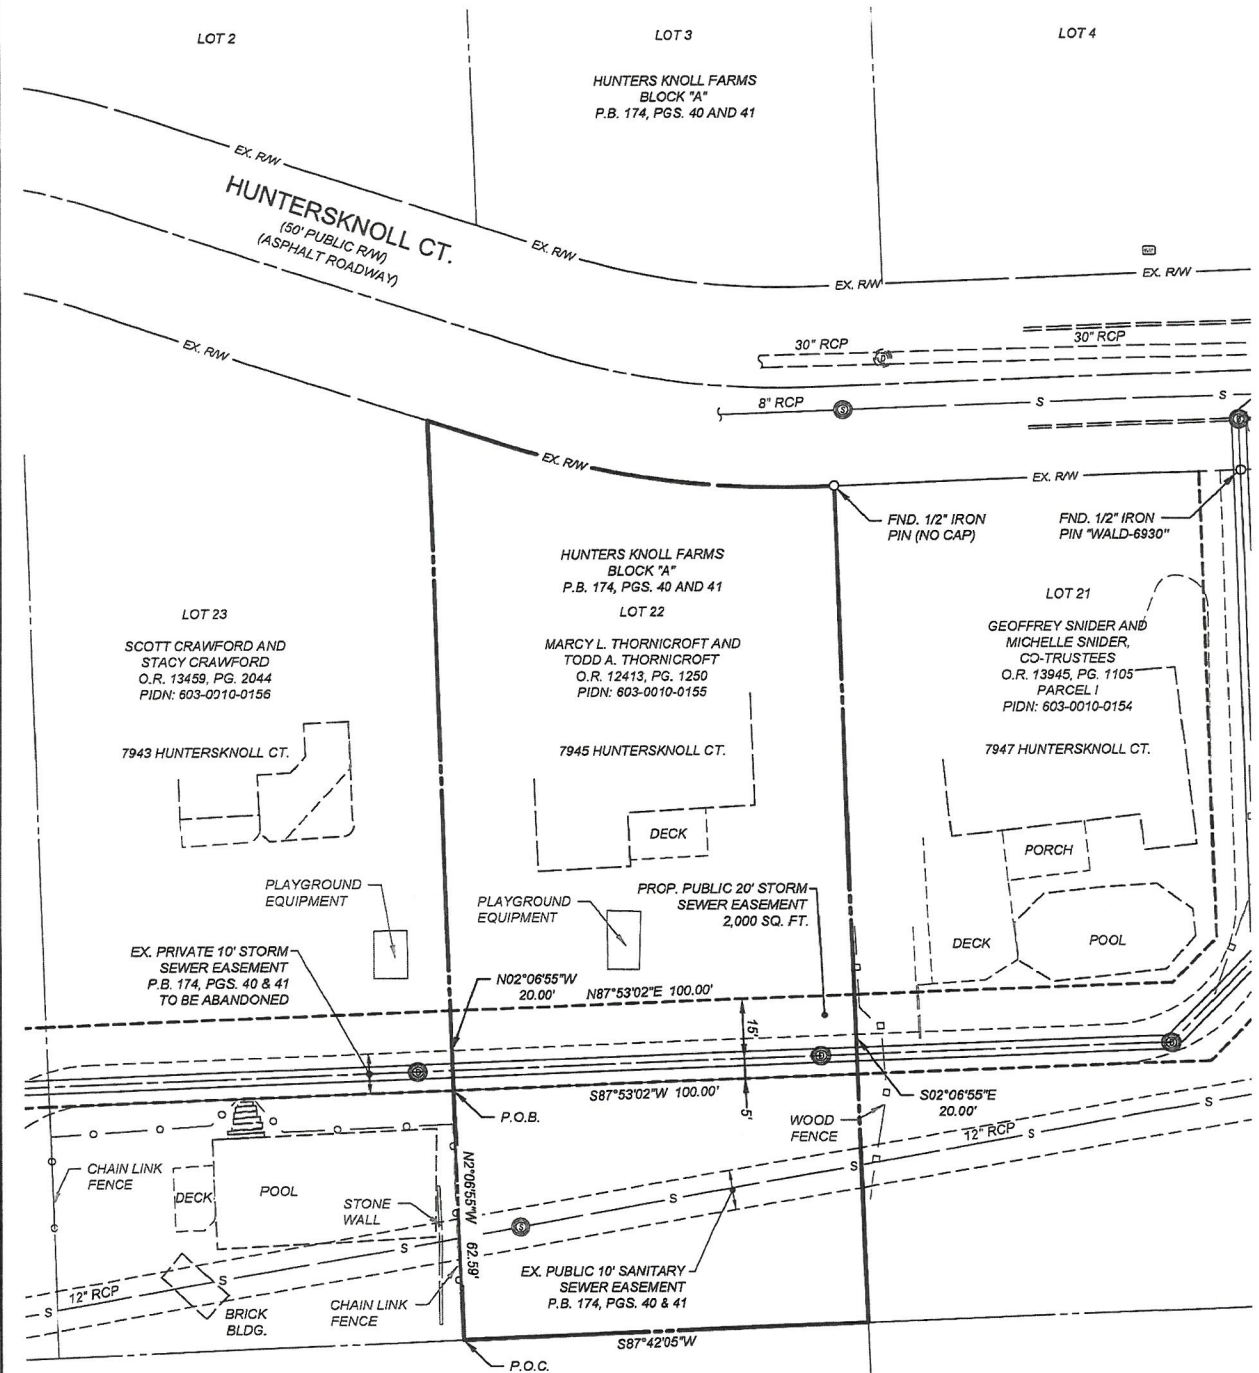 LOT 2
LOT 3
LOT 4
HUNTERS KNOLL FARMS
BLOCK "A"
P.B. 174, PGS. 40 AND 41
EX. R/W
HUNTERSKNOLL CT.
(50' PUBLIC R/W)
(ASPHALT ROADWAY)
EX. R/W
EX. R/W
EX. R/W
EX. R/W
30" RCP
30" RCP
D
8" RCP
S
S
S
D
EX. R/W
EX. R/W
FND. 1/2" IRON
PIN (NO CAP)
FND. 1/2" IRON
PIN "WALD-6930"
HUNTERS KNOLL FARMS
BLOCK "A"
P.B. 174, PGS. 40 AND 41
LOT 23
SCOTT CRAWFORD AND
STACY CRAWFORD
O.R. 13459, PG. 2044
PIDN: 603-0010-0156
7943 HUNTERSKNOLL CT.
LOT 22
MARCY L. THORNICROFT AND
TODD A. THORNICROFT
O.R. 12413, PG. 1250
PIDN: 603-0010-0155
7945 HUNTERSKNOLL CT.
LOT 21
GEOFFREY SNIDER AND
MICHELLE SNIDER,
CO-TRUSTEES
O.R. 13945, PG. 1105
PARCEL I
PIDN: 603-0010-0154
7947 HUNTERSKNOLL CT.
DECK
PORCH
PLAYGROUND
EQUIPMENT
PLAYGROUND
EQUIPMENT
PROP. PUBLIC 20' STORM
SEWER EASEMENT
2,000 SQ. FT.
DECK
POOL
EX. PRIVATE 10' STORM
SEWER EASEMENT
P.B. 174, PGS. 40 & 41
TO BE ABANDONED
N02°06'55"W
20.00'
N87°53'02"E 100.00'
15'
D
D
D
S87°53'02"W 100.00'
5'
S02°06'55"E
20.00'
P.O.B.
WOOD
FENCE
12" RCP
S
S
S
S
CHAIN LINK
FENCE
DECK
POOL
STONE
WALL
N2°06'55"W 62.59'
S
S
S
S
12" RCP
BRICK
BLDG.
CHAIN LINK
FENCE
EX. PUBLIC 10' SANITARY
SEWER EASEMENT
P.B. 174, PGS. 40 & 41
S87°42'05"W
P.O.C.